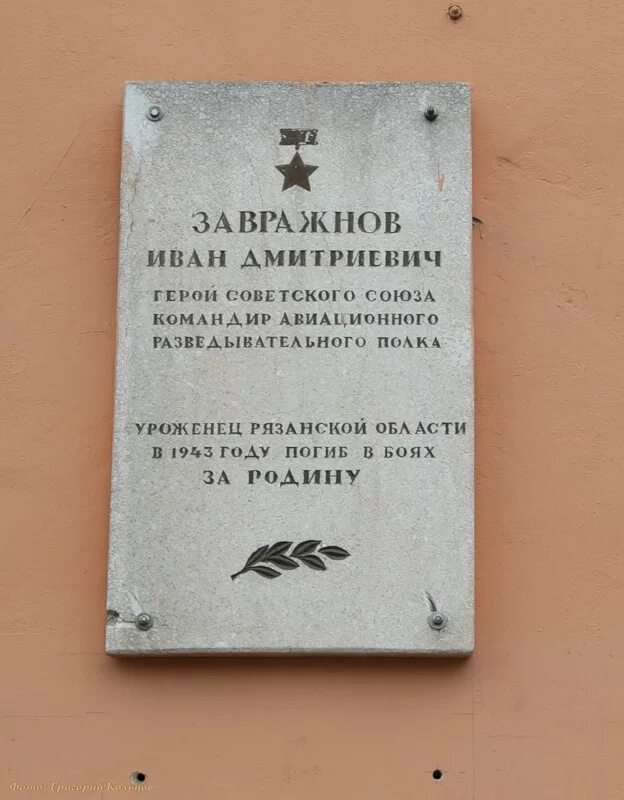 ЗАВРАЖНОВ
ИВАН ДМИТРИЕВИЧ
ГЕРОЙ СОВЕТСКОГО СОЮЗА
КОМАНДИР АВИАЦИОННОГО
РАЗВЕДЫВАТЕЛЬНОГО ПОЛКА
УРОЖЕНЕЦ РЯЗАНСКОЙ ОБЛАСТИ
В 1943 ГОДУ ПОГИБ В БОЯХ
ЗА РОДИНУ
Фото: Григорий Кольцов